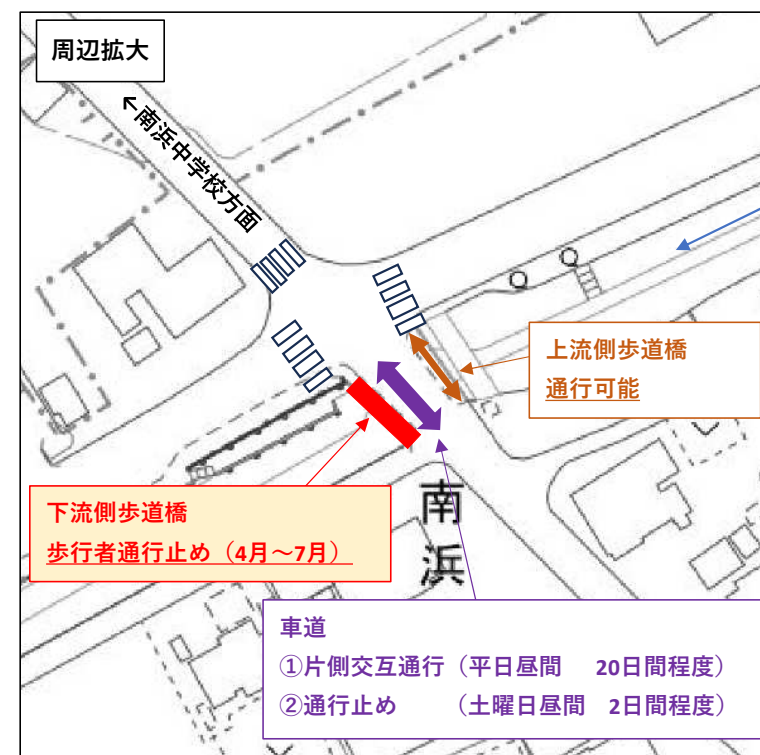 周辺拡大
←南浜中学校方面
上流側歩道橋
通行可能
下流側歩道橋
歩行者通行止め（4月～7月）
南浜
車道
①片側交互通行（平日昼間　20日間程度）
②通行止め　　（土曜日昼間　2日間程度）